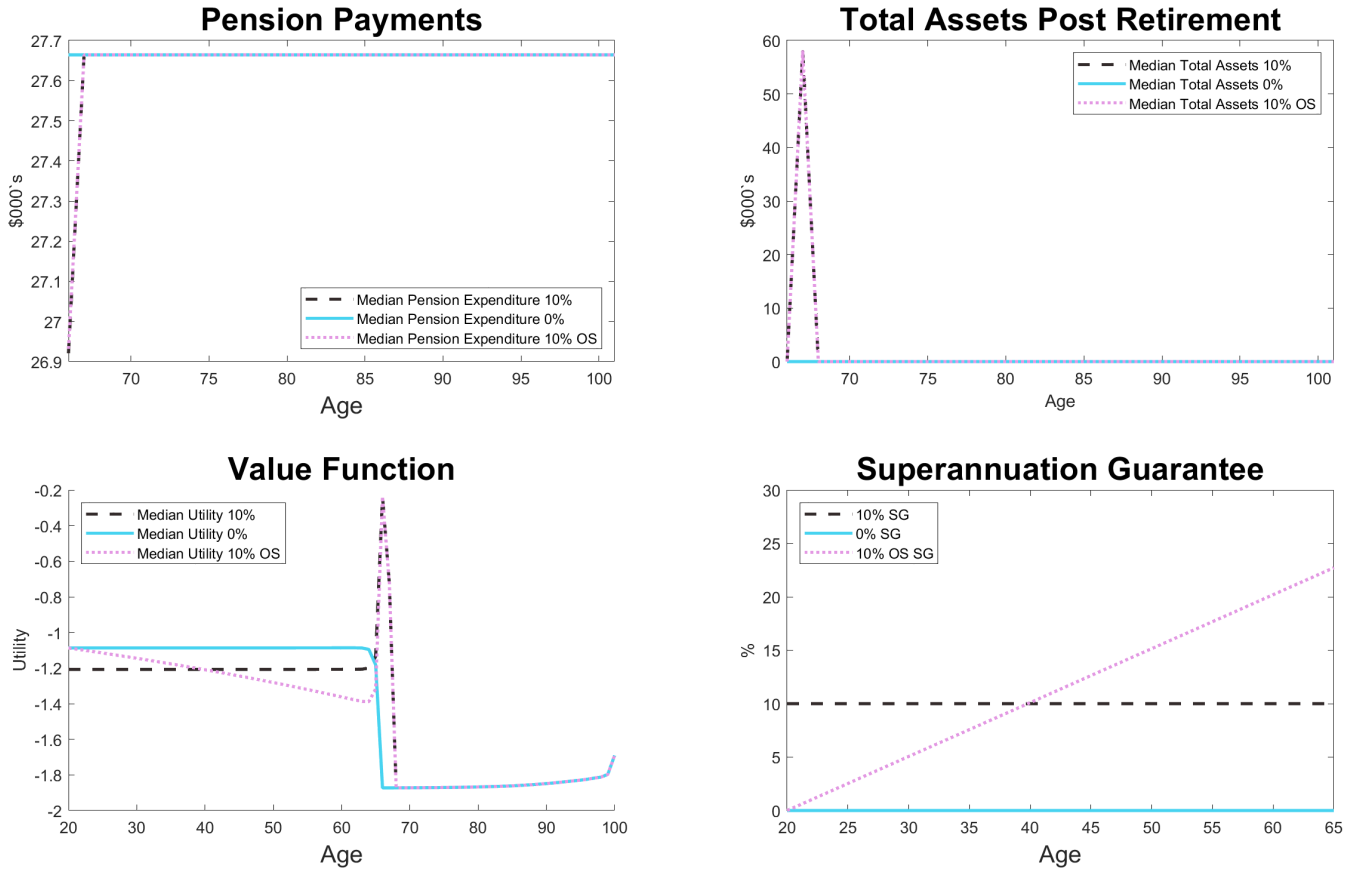 Pension Payments
27.7
27.6
27.5
27.4
27.3
27.2
27.1
27
26.9
$000`s
Median Pension Expenditure 10%
Median Pension Expenditure 0%
Median Pension Expenditure 10% OS
70 75 80 85 90 95 100
Age
Total Assets Post Retirement
60
50
40
30
20
10
0
$000`s
Median Total Assets 10%
Median Total Assets 0%
Median Total Assets 10% OS
70 75 80 85 90 95 100
Age
Value Function
-0.2
-0.4
-0.6
-0.8
-1
-1.2
-1.4
-1.6
-1.8
-2
Utility
Median Utility 10%
Median Utility 0%
Median Utility 10% OS
20 30 40 50 60 70 80 90 100
Age
Superannuation Guarantee
30
25
20
15
10
5
0
%
10% SG
0% SG
10% OS SG
20 25 30 35 40 45 50 55 60 65
Age